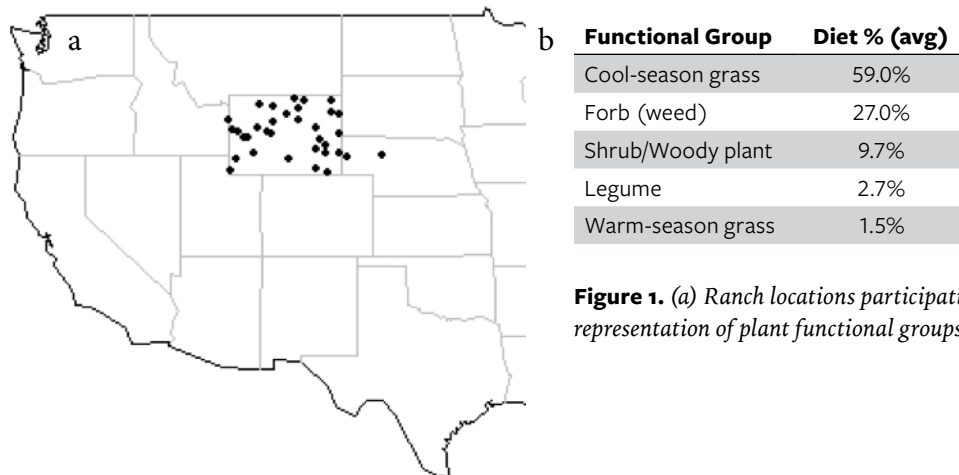 a
b
Functional Group Diet % (avg)
Cool-season grass 59.0%
Forb (weed) 27.0%
Shrub/Woody plant 9.7%
Legume 2.7%
Warm-season grass 1.5%
Figure 1. (a) Ranch locations participati
representation of plant functional groups